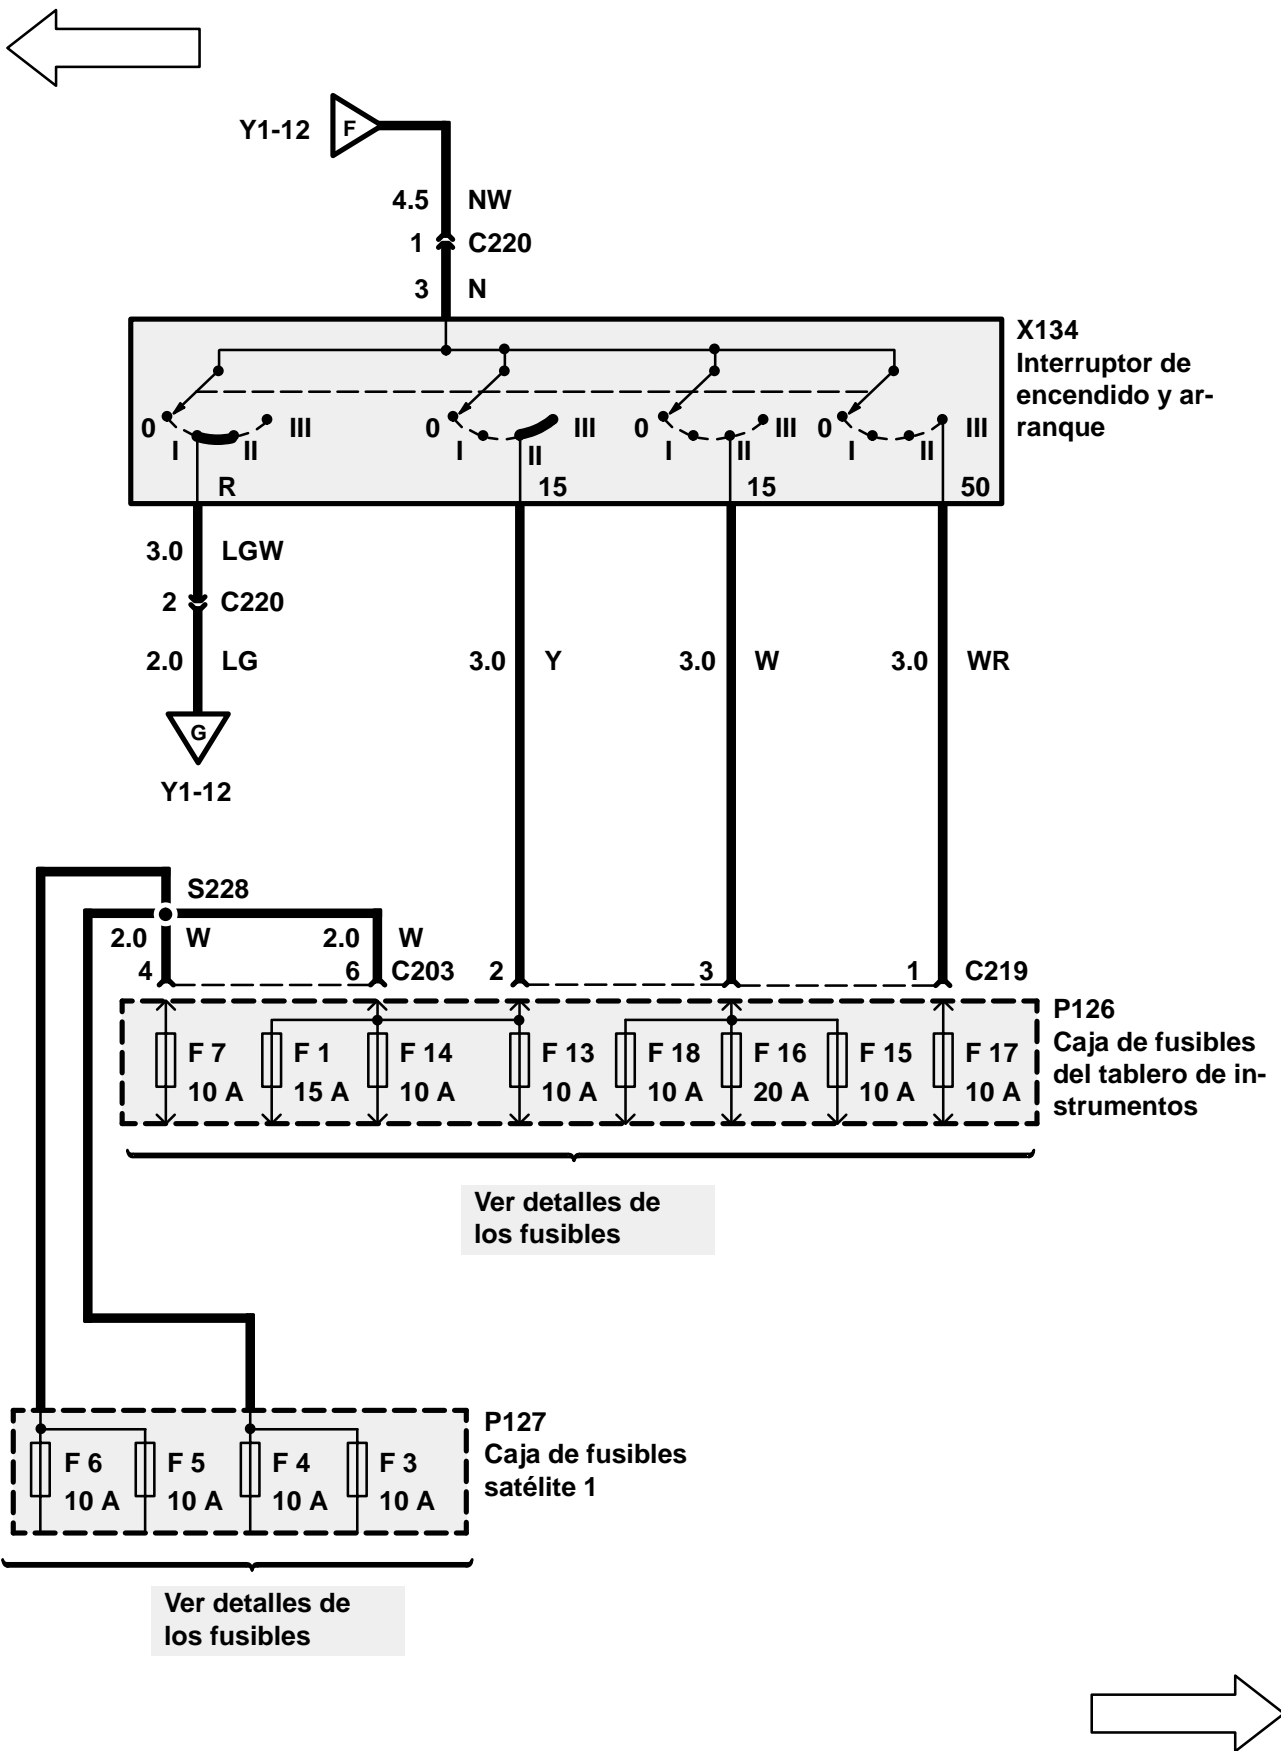 Y1-12 F
4.5 NW
1 C220
3 N
X134
Interruptor de
encendido y ar-
ranque
0 I II III 0 I II III 0 I II III 0 I II III
R 15 15 50
3.0 LGW
2 C220
2.0 LG 3.0 Y 3.0 W 3.0 WR
G
Y1-12
S228
2.0 W 2.0 W
4 6 C203 2 3 1 C219
P126
Caja de fusibles
del tablero de in-
strumentos
F 7 F 1 F 14 F 13 F 18 F 16 F 15 F 17
10 A 15 A 10 A 10 A 10 A 20 A 10 A 10 A
Ver detalles de
los fusibles
P127
Caja de fusibles
satélite 1
F 6 F 5 F 4 F 3
10 A 10 A 10 A 10 A
Ver detalles de
los fusibles